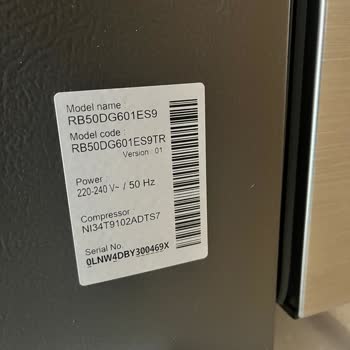 Model name
RB50DG601ES9
Model code :
RB50DG601ES9TR
Version : 01
Power :
220-240 V~ / 50 Hz
Compressor
NI34T9102ADTS7
Serial No.
0LNW4DBY300469X